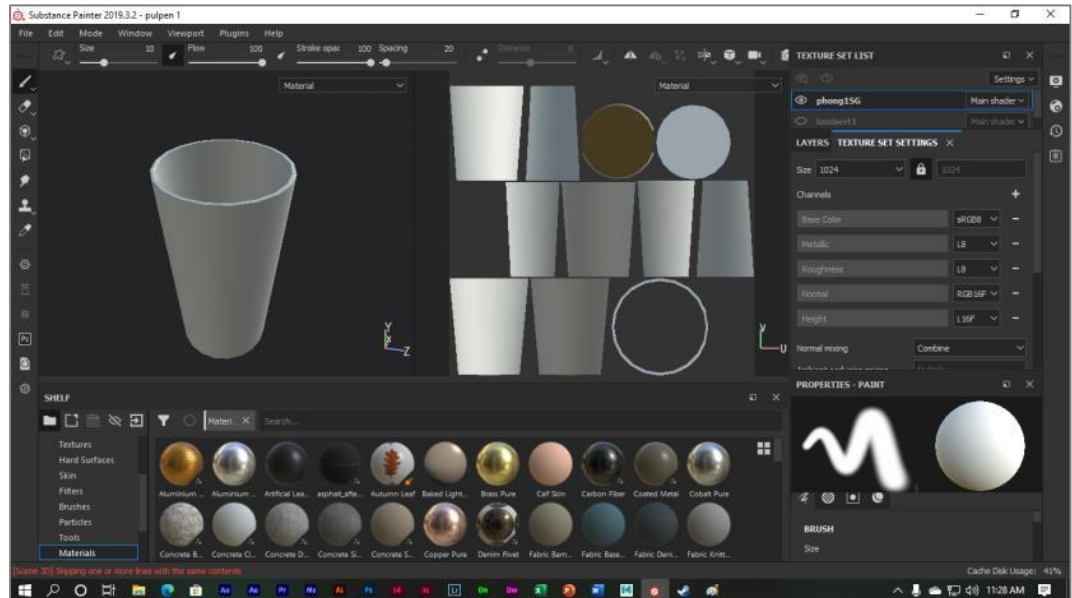 Substance Painter 2019.3.2 - pulpen 1
File Edit Mode Window Viewport Plugins Help
Size 10 Flow 100 Stroke opac 100 Spacing 20 Distance 8
Material
Material
TEXTURE SET LIST
Settings
phong15G Main shader
lambert1 Main shader
LAYERS TEXTURE SET SETTINGS
Size 1024 1024
Channels
Base Color sRGB8
Metallic L8
Roughness L8
Normal RGB16F
Height L16F
Normal mixing Combine
Y
X
Z
U
PROPERTIES - PAINT
SHELF
Materi... Search...
Textures
Hard Surfaces
Skin
Filters
Brushes
Particles
Tools
Materials
Aluminium ... Aluminium ... Artificial Lea... asphalt_afte... Autumn Leaf Baked Light... Brass Pure Calf Skin Carbon Fiber Coated Metal Cobalt Pure
Concrete B... Concrete Cl... Concrete D... Concrete S... Concrete S... Copper Pure Denim Rivet Fabric Bam... Fabric Base... Fabric Deni... Fabric Knitt...
BRUSH
Size
[Some 3D] Skipping one or more lines with the same contents
Cache Disk Usage: 41%
11:28 AM